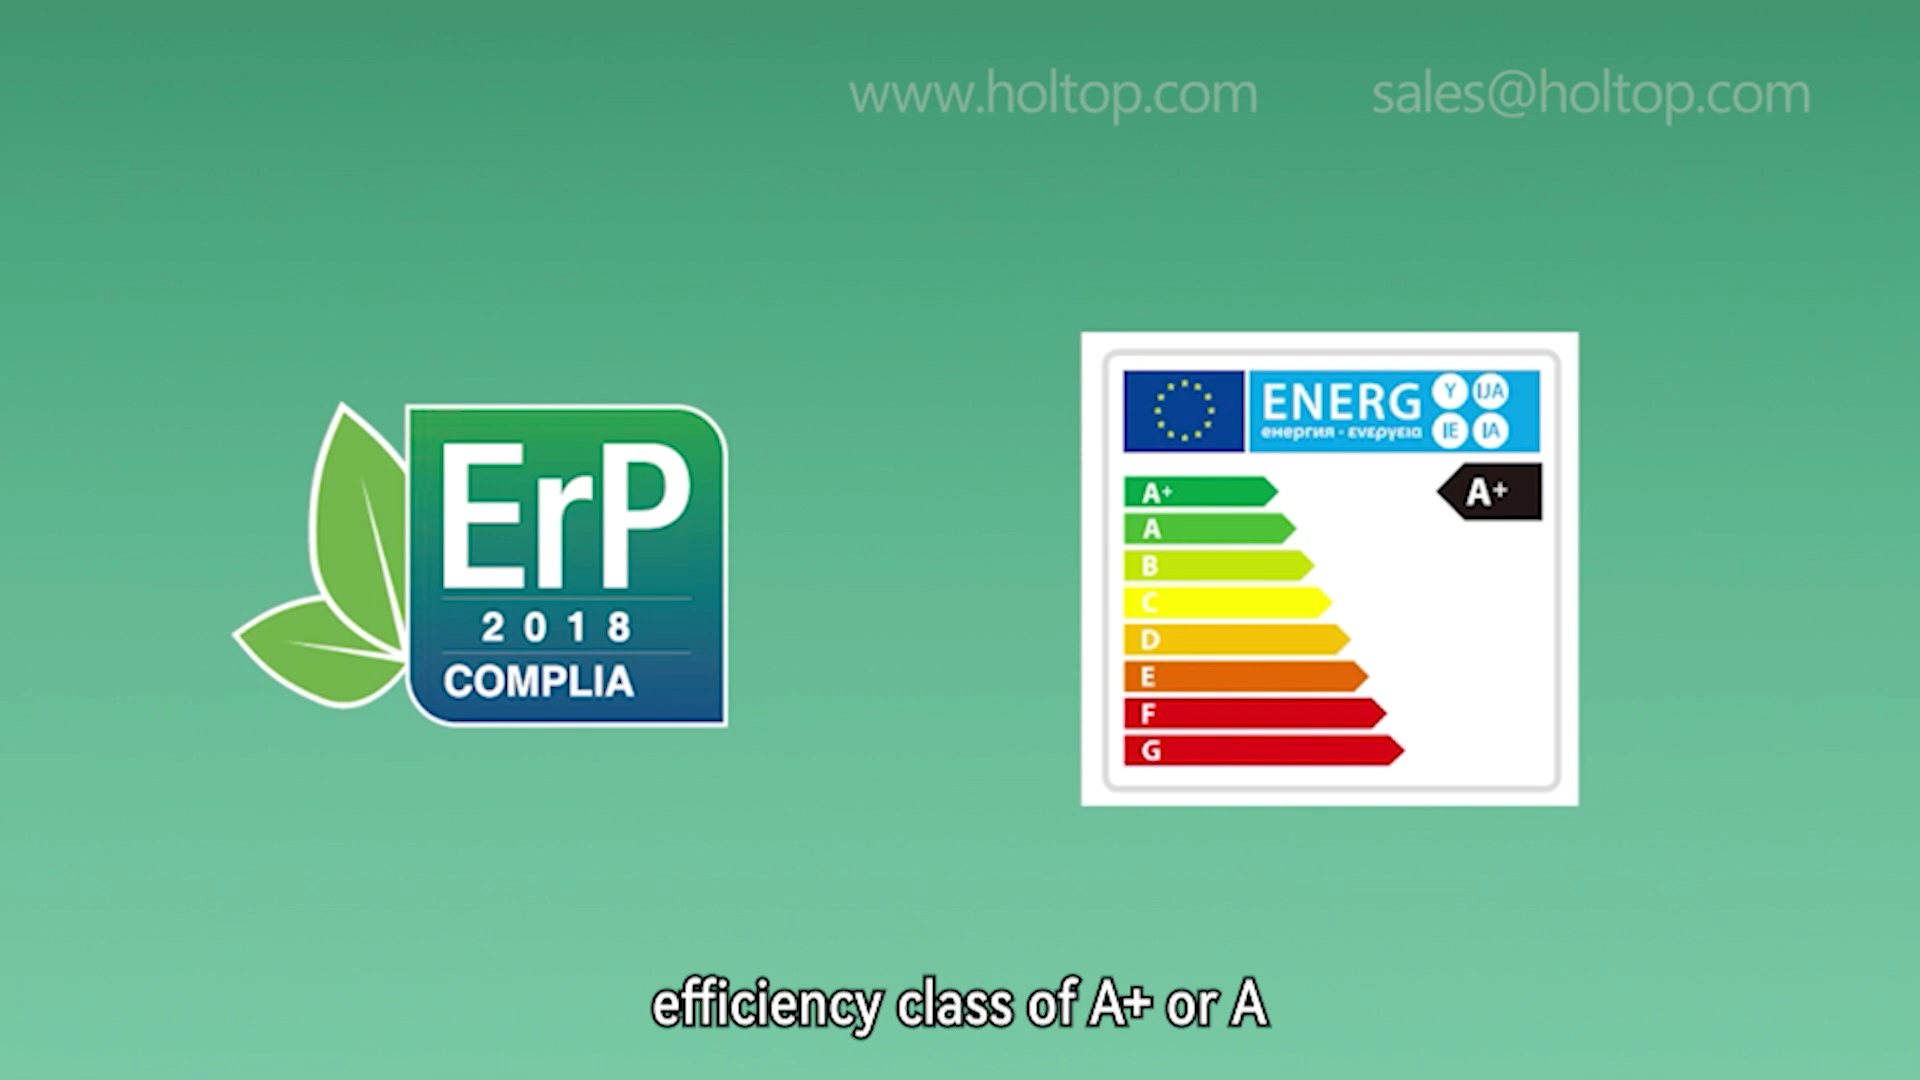 www.holtop.com sales@holtop.com
ErP
2018
COMPLIA
ENERG Y IJA
енергия · ενεργεια IE IA
A+ A+
A
B
C
D
E
F
G
efficiency class of A+ or A